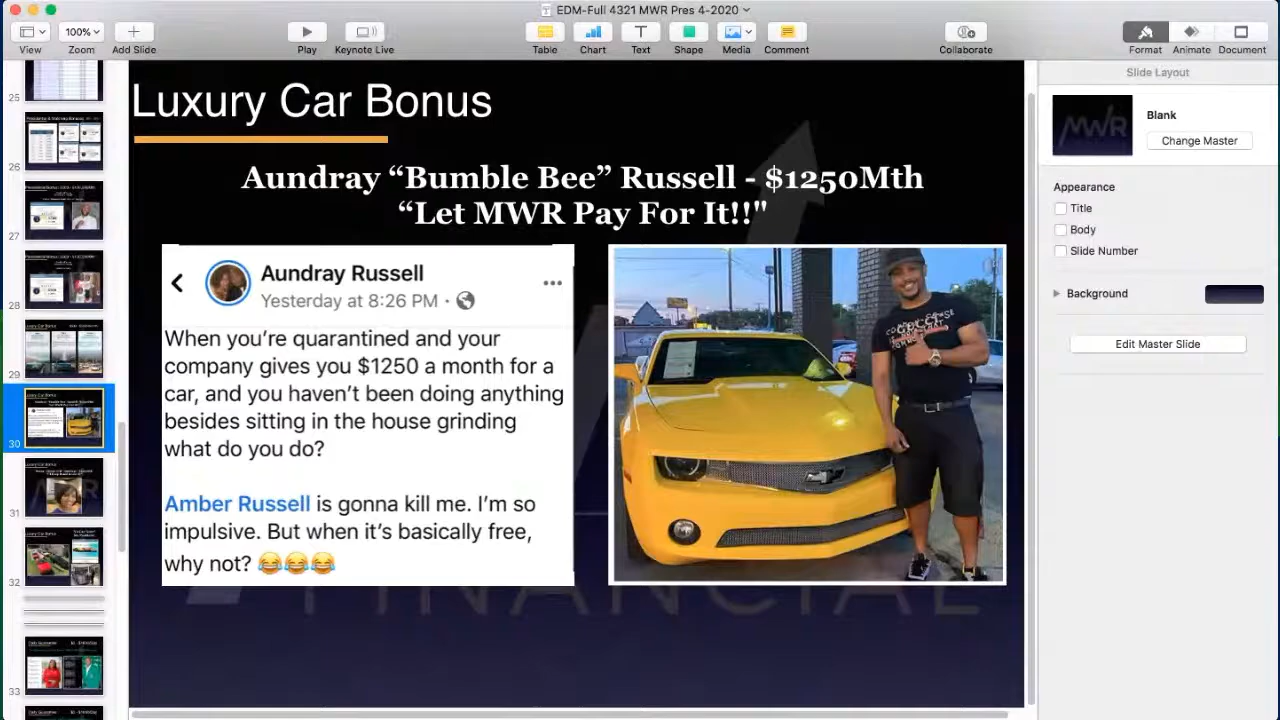 EDM-Full 4321 MWR Pres 4-2020
100%
View
Zoom
Add Slide
Play
Keynote Live
Table
Chart
Text
Shape
Media
Comment
Collaborate
Format
Animate
Document
25
26
27
28
29
30
31
32
33
Luxury Car Bonus
Aundray “Bumble Bee” Russell - $1250Mth
“Let MWR Pay For It!!"
Aundray Russell
Yesterday at 8:26 PM ·
When you’re quarantined and your
company gives you $1250 a month for a
car, and you haven’t been doing anything
besides sitting in the house grinding
what do you do?
Amber Russell is gonna kill me. I’m so
impulsive. But when it’s basically free,
why not? 😂😂😂
FINANCIAL
Slide Layout
MWR
Blank
Change Master
Appearance
Title
Body
Slide Number
Background
Edit Master Slide